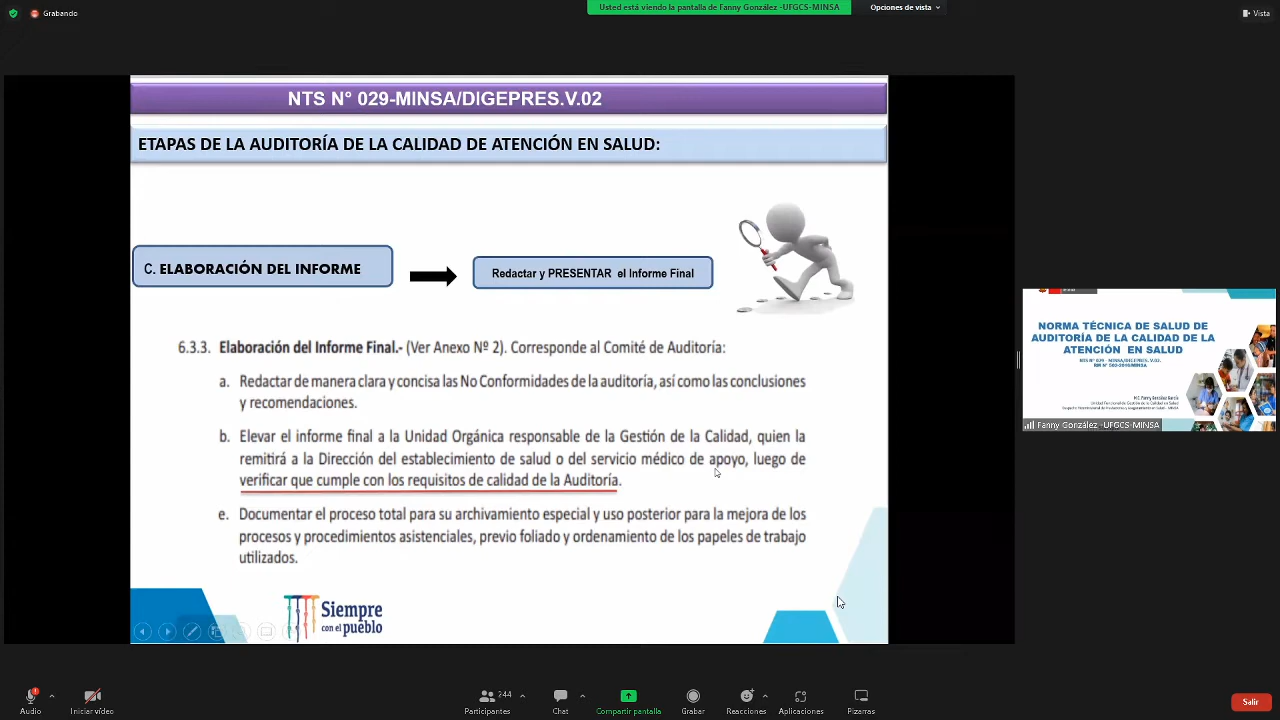 Grabando
Usted está viendo la pantalla de Fanny González -UFGCS-MINSA
Opciones de vista
Vista
NTS N° 029-MINSA/DIGEPRES.V.02
ETAPAS DE LA AUDITORÍA DE LA CALIDAD DE ATENCIÓN EN SALUD:
C. ELABORACIÓN DEL INFORME
Redactar y PRESENTAR el Informe Final
6.3.3. Elaboración del Informe Final.- (Ver Anexo Nº 2). Corresponde al Comité de Auditoría:
a. Redactar de manera clara y concisa las No Conformidades de la auditoría, así como las conclusiones
y recomendaciones.
b. Elevar el informe final a la Unidad Orgánica responsable de la Gestión de la Calidad, quien la
remitirá a la Dirección del establecimiento de salud o del servicio médico de apoyo, luego de
verificar que cumple con los requisitos de calidad de la Auditoría.
e. Documentar el proceso total para su archivamiento especial y uso posterior para la mejora de los
procesos y procedimientos asistenciales, previo foliado y ordenamiento de los papeles de trabajo
utilizados.
Siempre
con el pueblo
NORMA TÉCNICA DE SALUD DE
AUDITORÍA DE LA CALIDAD DE LA
ATENCIÓN EN SALUD
Fanny González -UFGCS-MINSA
Audio
Iniciar vídeo
244
Participantes
Chat
Compartir pantalla
Grabar
Reacciones
Aplicaciones
Pizarras
Salir